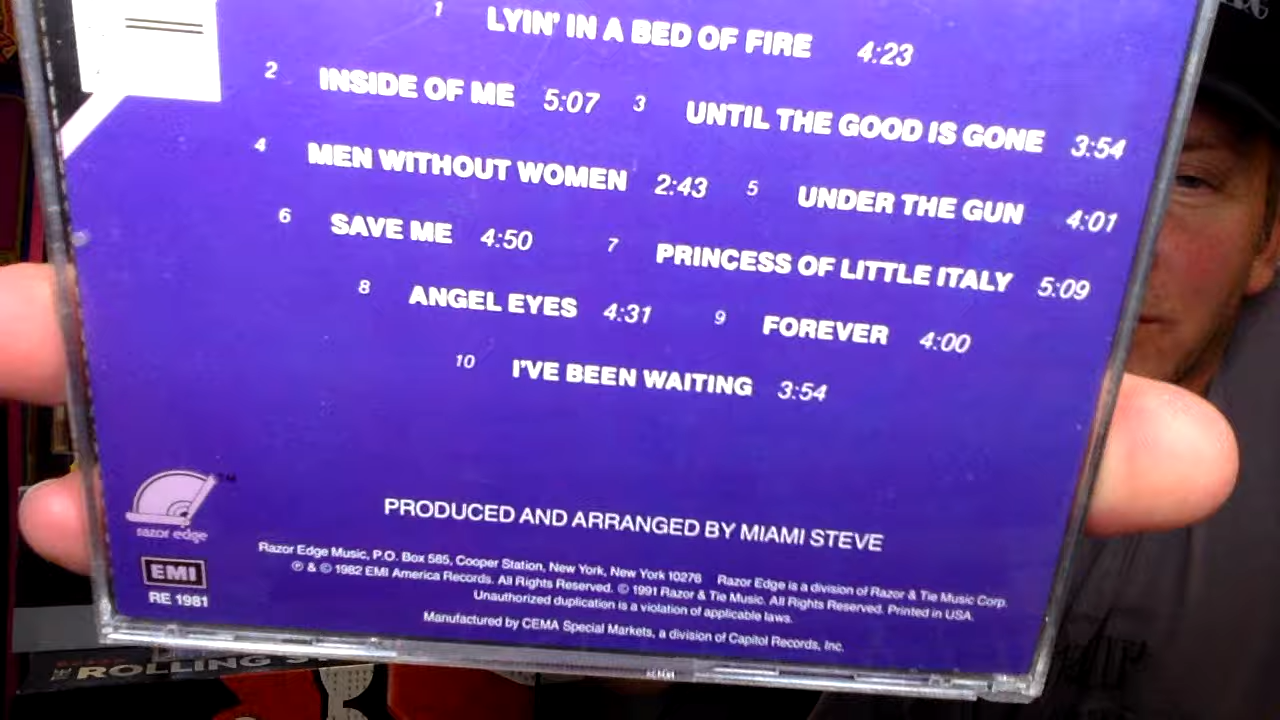 1 LYIN' IN A BED OF FIRE 4:23
2 INSIDE OF ME 5:07 3 UNTIL THE GOOD IS GONE 3:54
4 MEN WITHOUT WOMEN 2:43 5 UNDER THE GUN 4:01
6 SAVE ME 4:50 7 PRINCESS OF LITTLE ITALY 5:09
8 ANGEL EYES 4:31 9 FOREVER 4:00
10 I'VE BEEN WAITING 3:54
TM
razor edge
PRODUCED AND ARRANGED BY MIAMI STEVE
EMI
RE 1981
Razor Edge Music, P.O. Box 585, Cooper Station, New York, New York 10276 Razor Edge is a division of Razor & Tie Music Corp.
℗ & © 1982 EMI America Records. All Rights Reserved. © 1991 Razor & Tie Music. All Rights Reserved. Printed in USA.
Unauthorized duplication is a violation of applicable laws.
Manufactured by CEMA Special Markets, a division of Capitol Records, Inc.
THE ROLLING